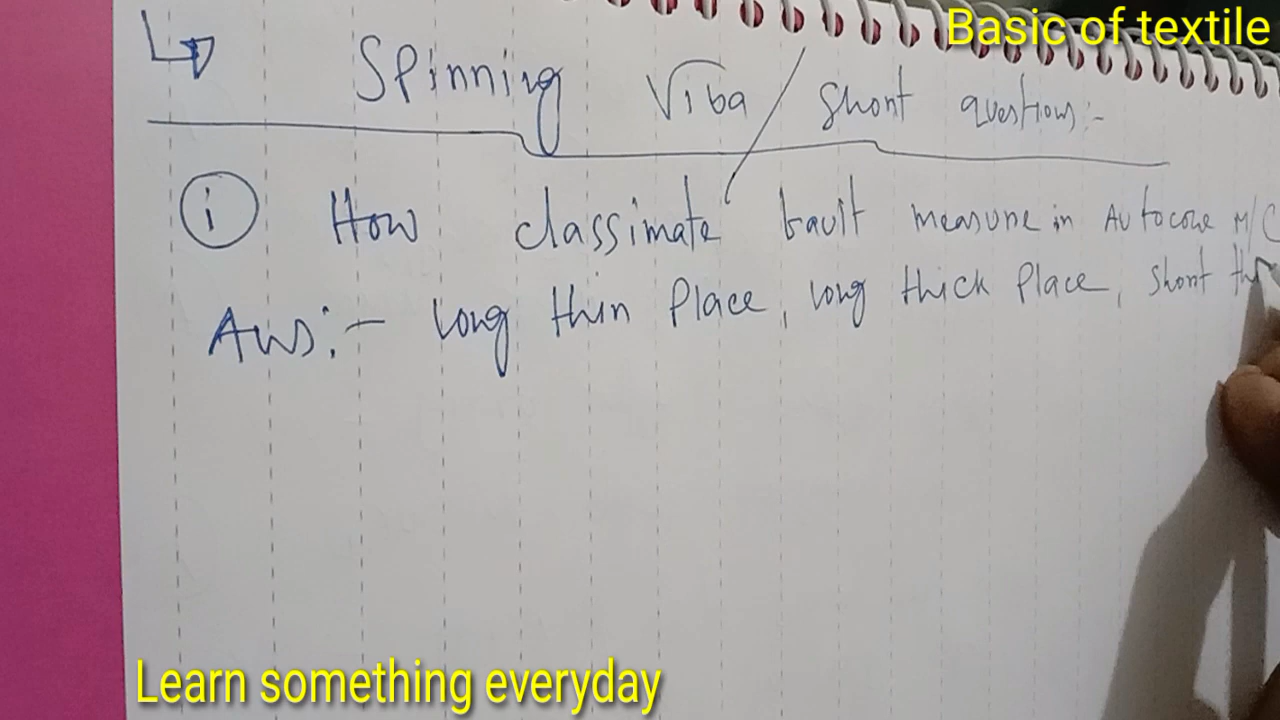 Basic of textile
Spinning Viba / Short questions:-
i How classimate fault measure in Autocone M/C
Ans:- long thin Place, long thick Place, Short
Learn something everyday